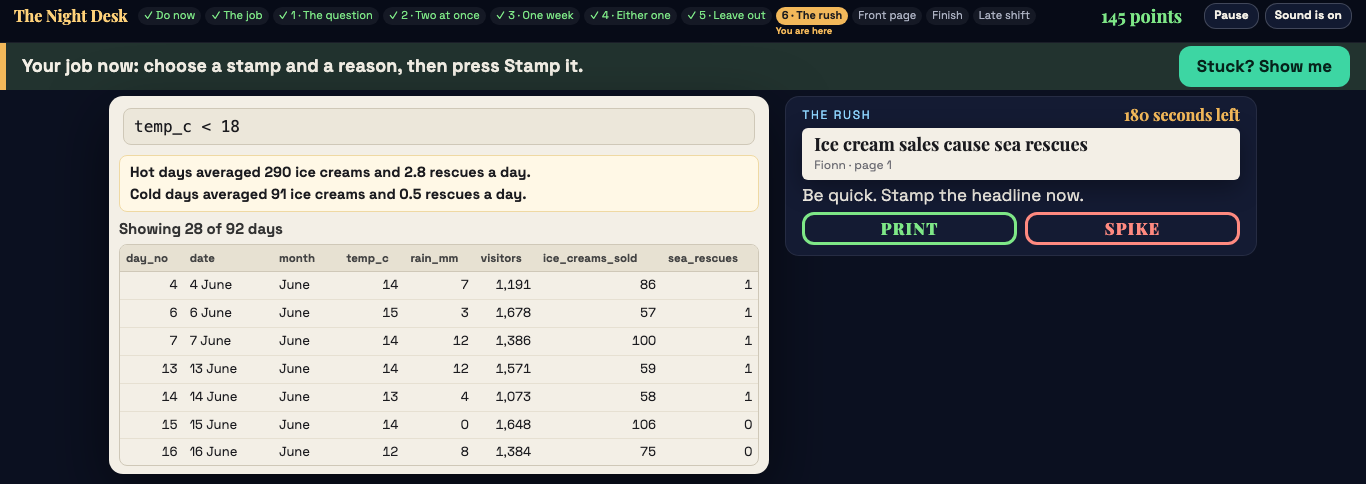 The Night Desk
✓ Do now
✓ The job
✓ 1 · The question
✓ 2 · Two at once
✓ 3 · One week
✓ 4 · Either one
✓ 5 · Leave out
6 · The rush
You are here
Front page
Finish
Late shift
145 points
Pause
Sound is on
Your job now: choose a stamp and a reason, then press Stamp it.
Stuck? Show me
temp_c < 18
Hot days averaged 290 ice creams and 2.8 rescues a day.
Cold days averaged 91 ice creams and 0.5 rescues a day.
Showing 28 of 92 days
day_no date month temp_c rain_mm visitors ice_creams_sold sea_rescues
4 4 June June 14 7 1,191 86 1
6 6 June June 15 3 1,678 57 1
7 7 June June 14 12 1,386 100 1
13 13 June June 14 12 1,571 59 1
14 14 June June 13 4 1,073 58 1
15 15 June June 14 0 1,648 106 0
16 16 June June 12 8 1,384 75 0
THE RUSH
180 seconds left
Ice cream sales cause sea rescues
Fionn · page 1
Be quick. Stamp the headline now.
PRINT
SPIKE